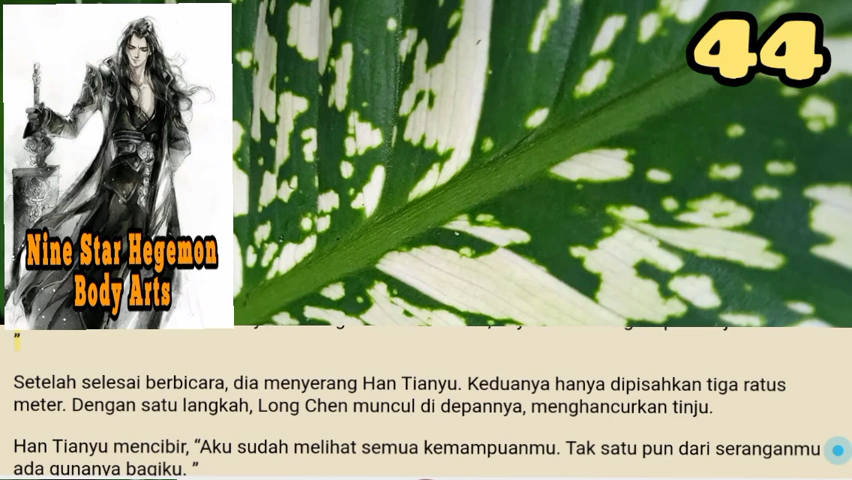 44
Nine Star Hegemon
Body Arts
”
Setelah selesai berbicara, dia menyerang Han Tianyu. Keduanya hanya dipisahkan tiga ratus
meter. Dengan satu langkah, Long Chen muncul di depannya, menghancurkan tinju.
Han Tianyu mencibir, “Aku sudah melihat semua kemampuanmu. Tak satu pun dari seranganmu
ada gunanya bagiku. ”